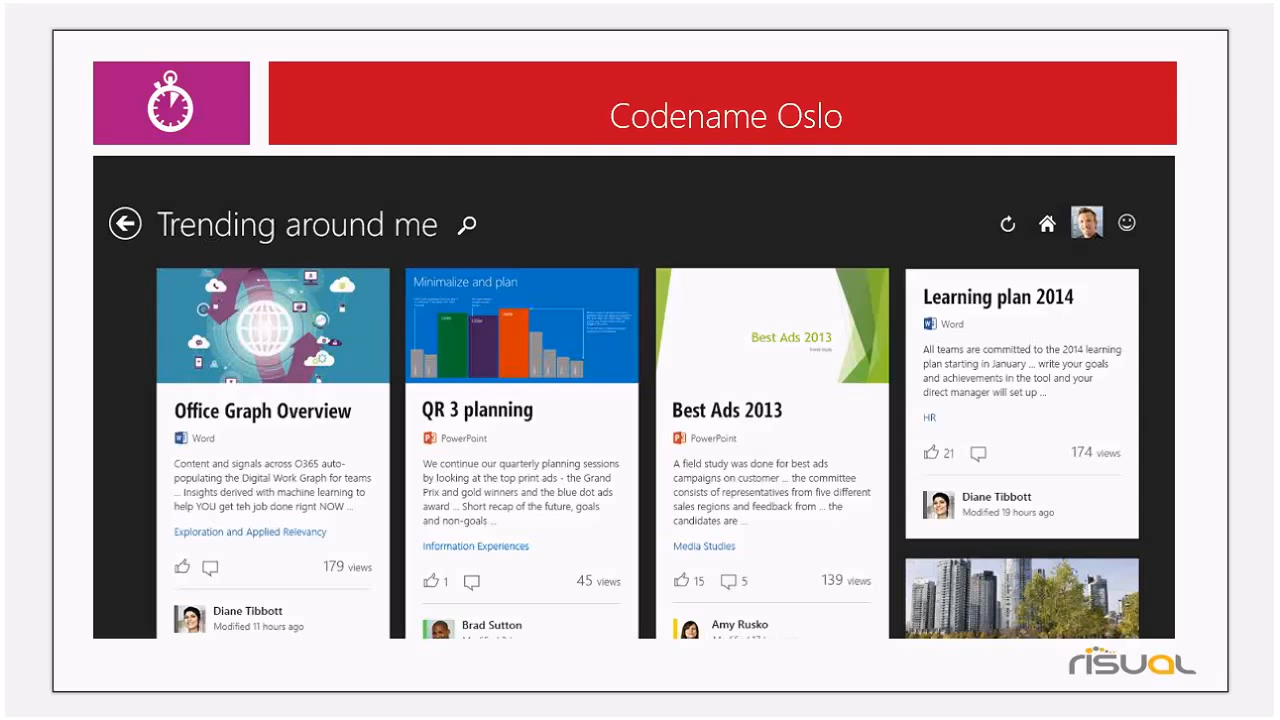 Codename Oslo
Trending around me
Office Graph Overview
Word
Content and signals across O365 auto-
populating the Digital Work Graph for teams
... Insights derived with machine learning to
help YOU get teh job done rignt NOW ...
Exploration and Applied Relevancy
179 views
Diane Tibbott
Modified 11 hours ago
Minimalize and plan
QR 3 planning
PowerPoint
We continue our quarterly planning sessions
by looking at the top print ads - the Grand
Prix and gold winners and the blue dot ads
award ... Short recap of the future, goals
and non-goals ...
Information Experiences
1
45 views
Brad Sutton
Best Ads 2013
Best Ads 2013
PowerPoint
A field study was done for best ads
campaigns on customer ... the committee
consists of representatives from five different
sales regions and feedback from ... the
candidates are ...
Media Studies
15 5
139 views
Amy Rusko
Learning plan 2014
Word
All teams are committed to the 2014 learning
plan starting in January ... write your goals
and achievements in the tool and your
direct manager will set up ...
HR
21
174 views
Diane Tibbott
Modified 19 hours ago
risual